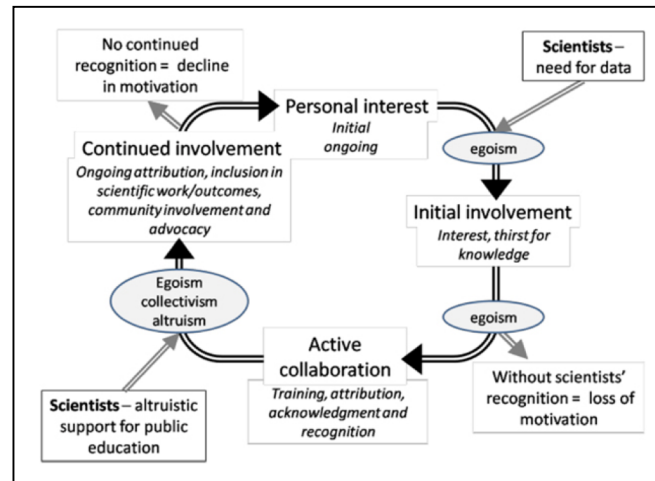 No continued
recognition = decline
in motivation
Scientists –
need for data
Personal interest
Initial
ongoing
egoism
Continued involvement
Ongoing attribution, inclusion in
scientific work/outcomes,
community involvement and
advocacy
Initial involvement
Interest, thirst for
knowledge
Egoism
collectivism
altruism
egoism
Active
collaboration
Training, attribution,
acknowledgment and
recognition
Without scientists'
recognition = loss of
motivation
Scientists – altruistic
support for public
education